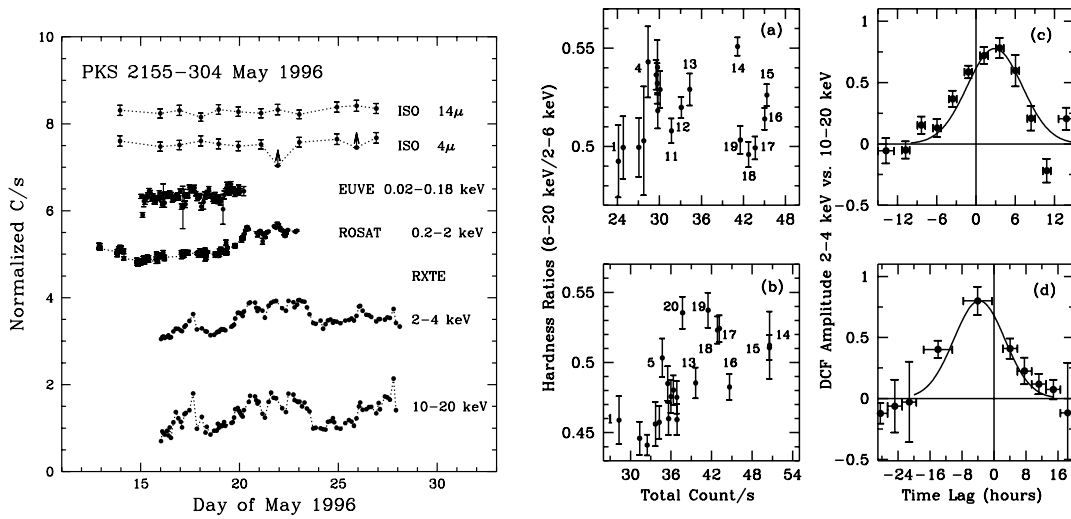 PKS 2155−304 May 1996
ISO 14μ
ISO 4μ
EUVE 0.02−0.18 keV
ROSAT 0.2−2 keV
RXTE
2−4 keV
10−20 keV
Normalized C/s
10
8
6
4
2
0
15 20 25 30
Day of May 1996
Hardness Ratios (6−20 keV/2−6 keV)
(a)
0.55
0.5
4
13
14
15
12
16
11
1
19
17
18
24 30 36 42 48
(b)
0.55
0.5
0.45
20
19
17
18
5
13
16
15
14
1
30 36 42 48 54
Total Count/s
DCF Amplitude 2−4 keV vs. 10−20 keV
(c)
1
0.5
0
−0.5
−12 −6 0 6 12
(d)
1
0.5
0
−0.5
−24 −16 −8 0 8 16
Time Lag (hours)